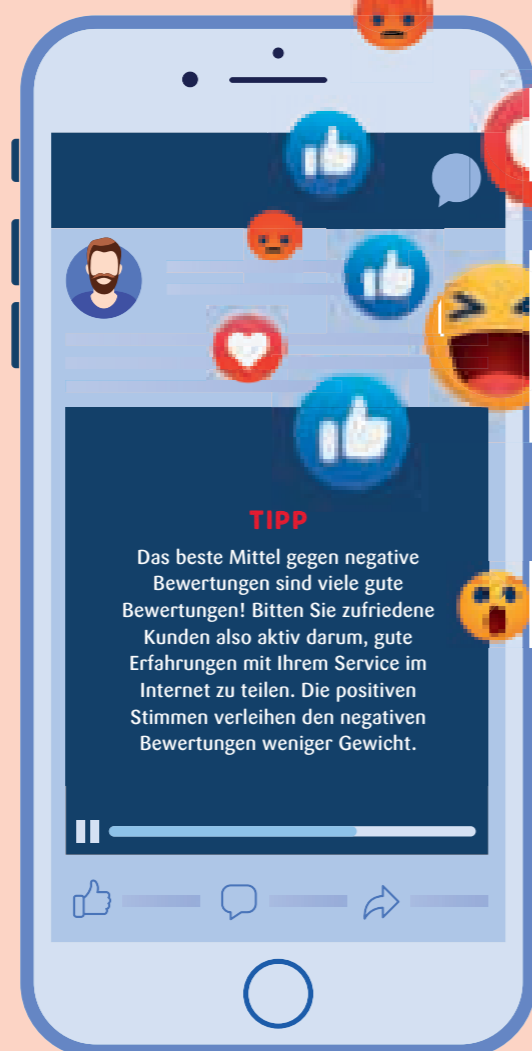 TIPP
Das beste Mittel gegen negative
Bewertungen sind viele gute
Bewertungen! Bitten Sie zufriedene
Kunden also aktiv darum, gute
Erfahrungen mit Ihrem Service im
Internet zu teilen. Die positiven
Stimmen verleihen den negativen
Bewertungen weniger Gewicht.